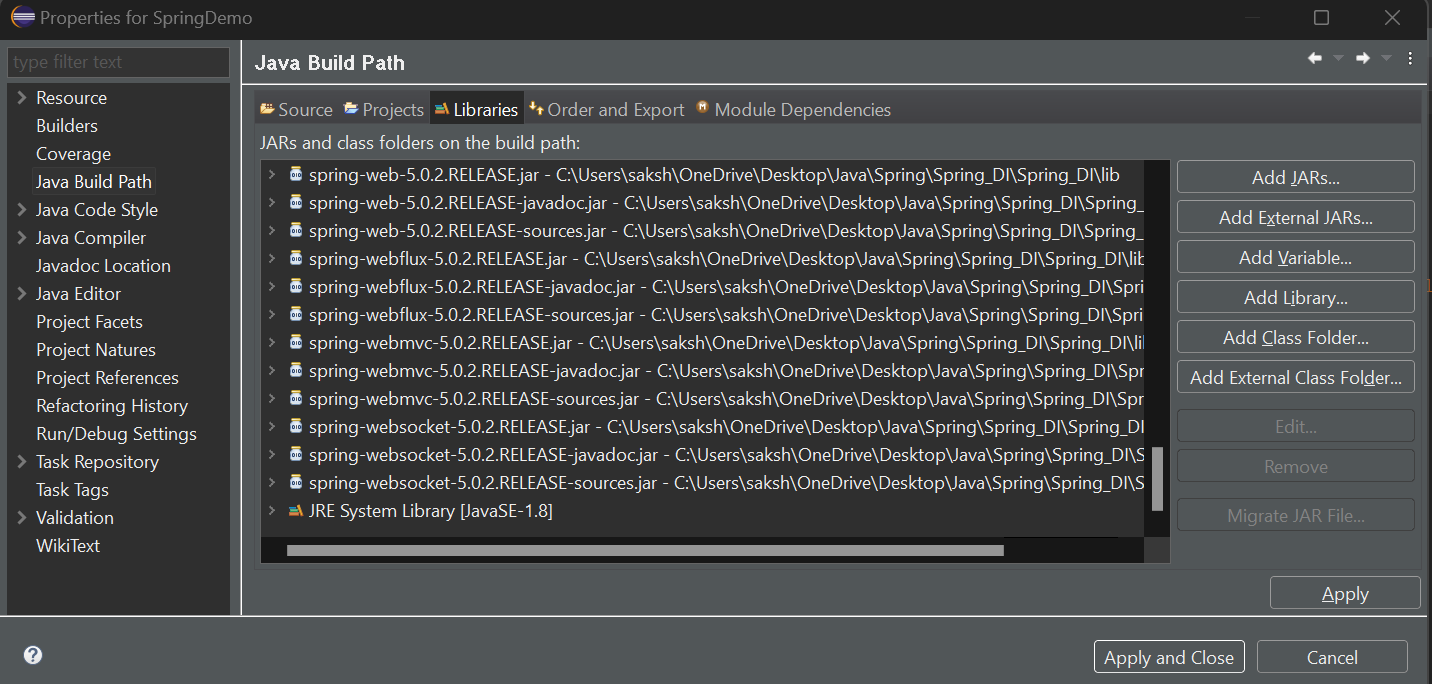 Properties for SpringDemo
type filter text
Resource
Builders
Coverage
Java Build Path
Java Code Style
Java Compiler
Javadoc Location
Java Editor
Project Facets
Project Natures
Project References
Refactoring History
Run/Debug Settings
Task Repository
Task Tags
Validation
WikiText
Java Build Path
Source Projects Libraries Order and Export Module Dependencies
JARs and class folders on the build path:
spring-web-5.0.2.RELEASE.jar - C:\Users\saksh\OneDrive\Desktop\Java\Spring\Spring_DI\Spring_DI\lib
spring-web-5.0.2.RELEASE-javadoc.jar - C:\Users\saksh\OneDrive\Desktop\Java\Spring\Spring_DI\Spring_
spring-web-5.0.2.RELEASE-sources.jar - C:\Users\saksh\OneDrive\Desktop\Java\Spring\Spring_DI\Spring_
spring-webflux-5.0.2.RELEASE.jar - C:\Users\saksh\OneDrive\Desktop\Java\Spring\Spring_DI\Spring_DI\lib
spring-webflux-5.0.2.RELEASE-javadoc.jar - C:\Users\saksh\OneDrive\Desktop\Java\Spring\Spring_DI\Spri
spring-webflux-5.0.2.RELEASE-sources.jar - C:\Users\saksh\OneDrive\Desktop\Java\Spring\Spring_DI\Spri
spring-webmvc-5.0.2.RELEASE.jar - C:\Users\saksh\OneDrive\Desktop\Java\Spring\Spring_DI\Spring_DI\li
spring-webmvc-5.0.2.RELEASE-javadoc.jar - C:\Users\saksh\OneDrive\Desktop\Java\Spring\Spring_DI\Spr
spring-webmvc-5.0.2.RELEASE-sources.jar - C:\Users\saksh\OneDrive\Desktop\Java\Spring\Spring_DI\Spr
spring-websocket-5.0.2.RELEASE.jar - C:\Users\saksh\OneDrive\Desktop\Java\Spring\Spring_DI\Spring_DI
spring-websocket-5.0.2.RELEASE-javadoc.jar - C:\Users\saksh\OneDrive\Desktop\Java\Spring\Spring_DI\S
spring-websocket-5.0.2.RELEASE-sources.jar - C:\Users\saksh\OneDrive\Desktop\Java\Spring\Spring_DI\S
JRE System Library [JavaSE-1.8]
Add JARs...
Add External JARs...
Add Variable...
Add Library...
Add Class Folder...
Add External Class Folder...
Edit...
Remove
Migrate JAR File...
Apply
Apply and Close
Cancel